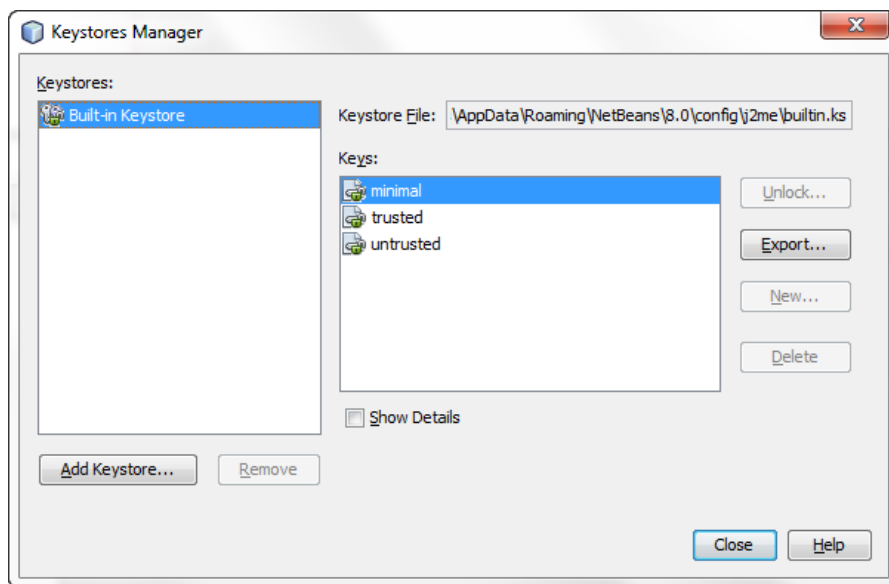 Keystores Manager
Keystores:
Built-in Keystore
Keystore File: \AppData\Roaming\NetBeans\8.0\config\j2me\builtin.ks
Keys:
minimal
trusted
untrusted
Unlock...
Export...
New...
Delete
Show Details
Add Keystore...
Remove
Close
Help